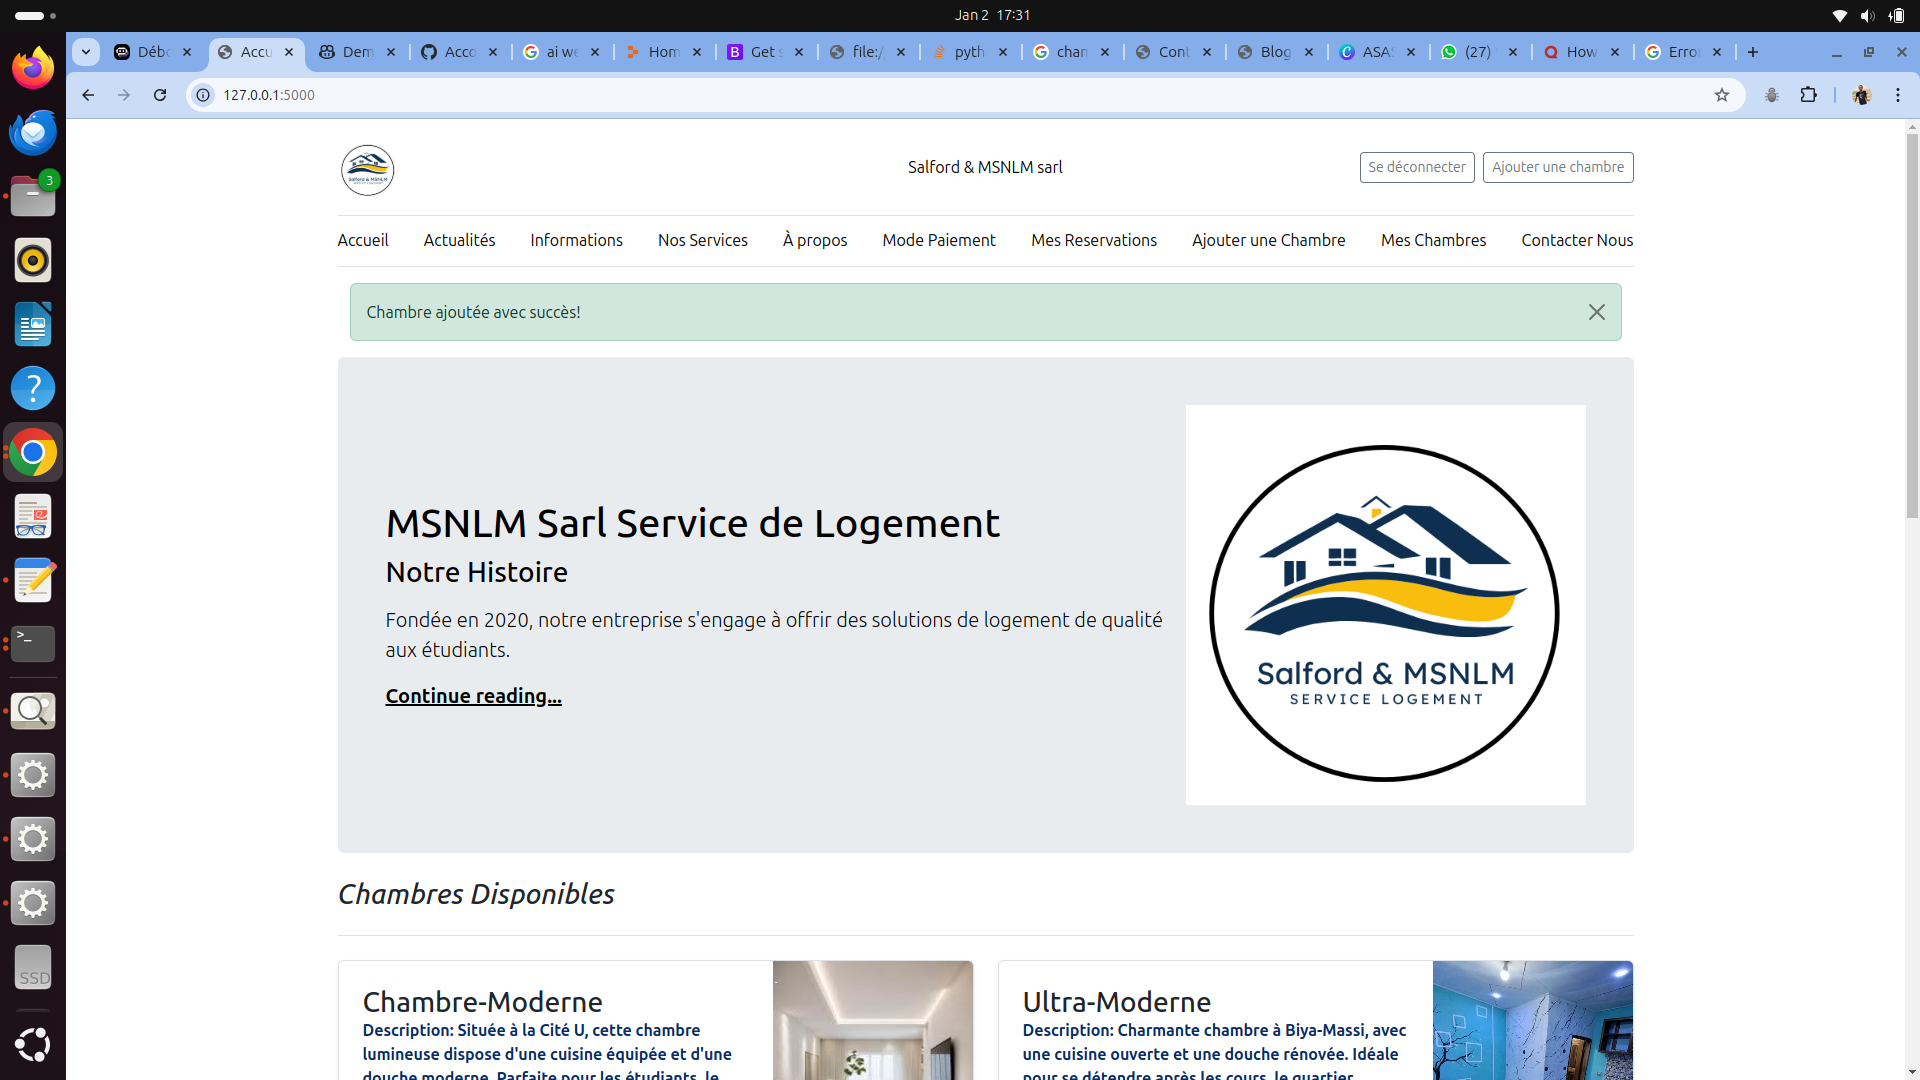 Jan 2 17:31
Débo
Accu
Dem
Acco
ai we
Hom
Get s
file:/
pyth
chan
Cont
Blog
ASAS
(27)
How
Erro
127.0.0.1:5000
3
Salford & MSNLM sarl
Se déconnecter
Ajouter une chambre
Accueil
Actualités
Informations
Nos Services
À propos
Mode Paiement
Mes Reservations
Ajouter une Chambre
Mes Chambres
Contacter Nous
Chambre ajoutée avec succès!
MSNLM Sarl Service de Logement
Notre Histoire
Fondée en 2020, notre entreprise s'engage à offrir des solutions de logement de qualité
aux étudiants.
Continue reading...
Salford & MSNLM
SERVICE LOGEMENT
Chambres Disponibles
Chambre-Moderne
Description: Située à la Cité U, cette chambre
lumineuse dispose d'une cuisine équipée et d'une
douche moderne. Parfaite pour les étudiants, le
Ultra-Moderne
Description: Charmante chambre à Biya-Massi, avec
une cuisine ouverte et une douche rénovée. Idéale
pour se détendre après les cours, le quartier
SSD